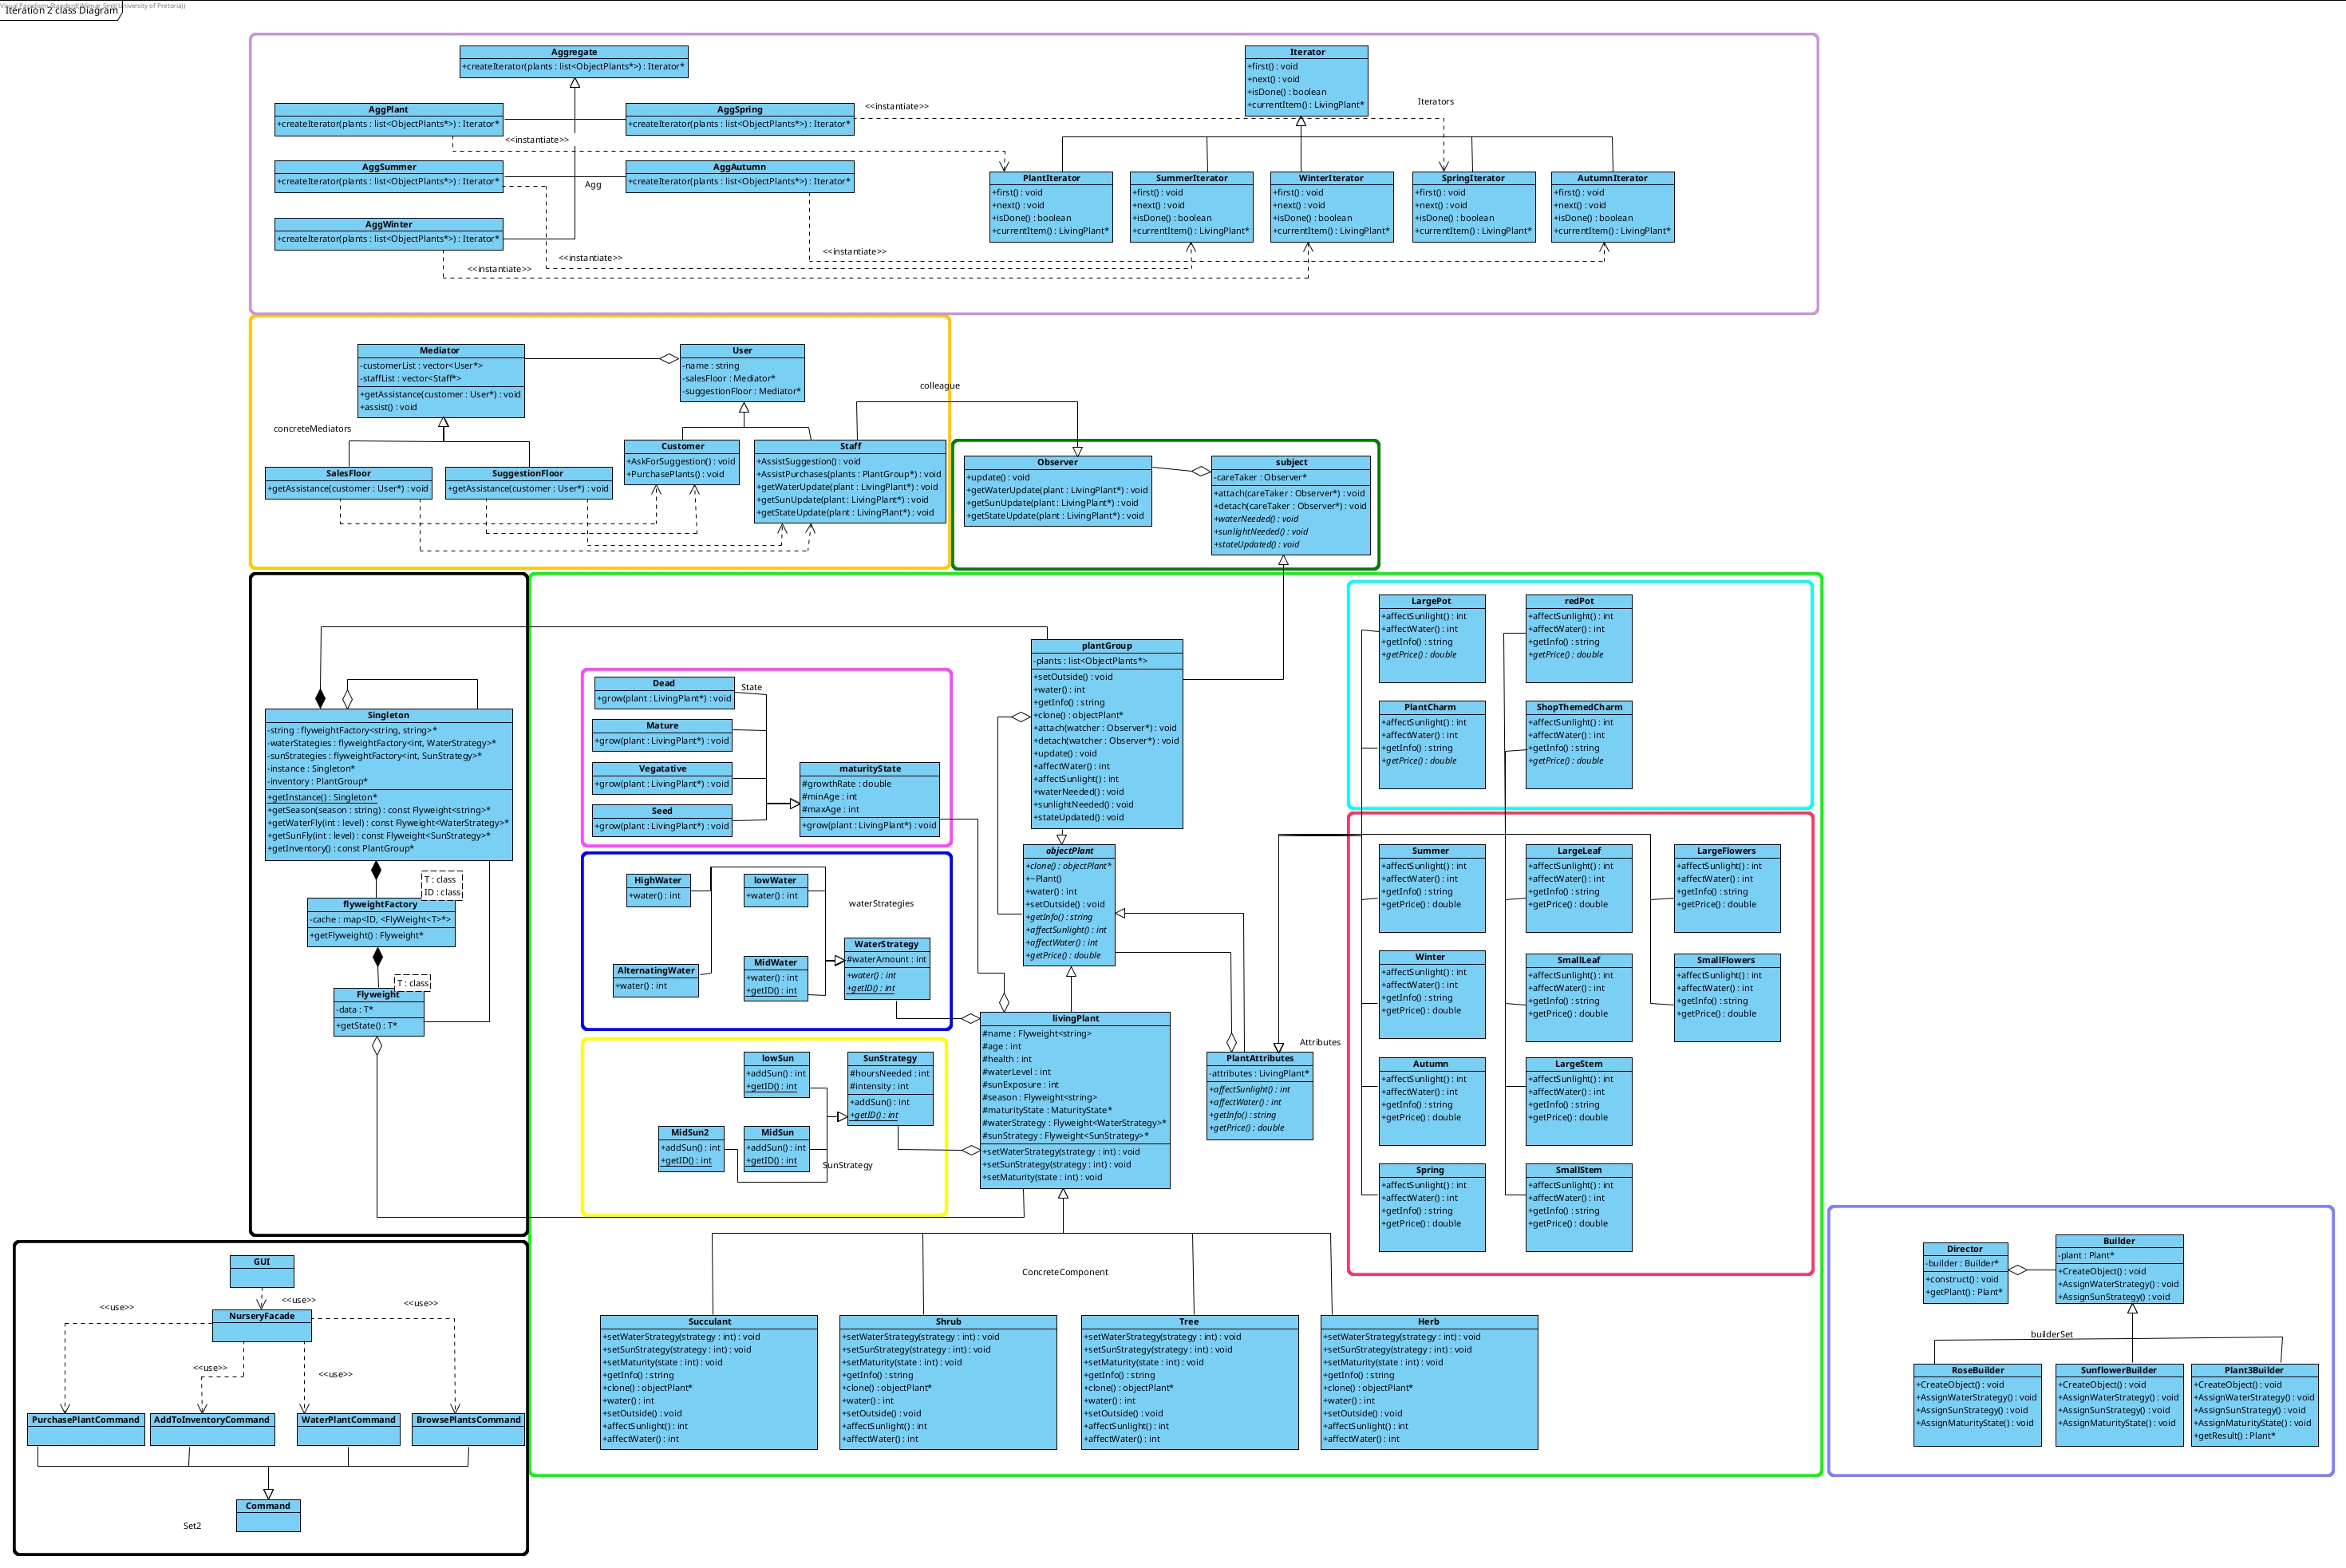 Visual Paradigm Standard(Wilmar Smit(University of Pretoria))
Iteration 2 class Diagram
Aggregate
+createIterator(plants : list<ObjectPlants*>) : Iterator*
AggPlant
+createIterator(plants : list<ObjectPlants*>) : Iterator*
AggSpring
+createIterator(plants : list<ObjectPlants*>) : Iterator*
<<instantiate>>
<<instantiate>>
AggSummer
+createIterator(plants : list<ObjectPlants*>) : Iterator*
AggAutumn
+createIterator(plants : list<ObjectPlants*>) : Iterator*
Agg
AggWinter
+createIterator(plants : list<ObjectPlants*>) : Iterator*
<<instantiate>>
<<instantiate>>
<<instantiate>>
Iterator
+first() : void
+next() : void
+isDone() : boolean
+currentItem() : LivingPlant*
Iterators
PlantIterator
+first() : void
+next() : void
+isDone() : boolean
+currentItem() : LivingPlant*
SummerIterator
+first() : void
+next() : void
+isDone() : boolean
+currentItem() : LivingPlant*
WinterIterator
+first() : void
+next() : void
+isDone() : boolean
+currentItem() : LivingPlant*
SpringIterator
+first() : void
+next() : void
+isDone() : boolean
+currentItem() : LivingPlant*
AutumnIterator
+first() : void
+next() : void
+isDone() : boolean
+currentItem() : LivingPlant*
Mediator
-customerList : vector<User*>
-staffList : vector<Staff*>
+getAssistance(customer : User*) : void
+assist() : void
User
-name : string
-salesFloor : Mediator*
-suggestionFloor : Mediator*
colleague
concreteMediators
SalesFloor
+getAssistance(customer : User*) : void
SuggestionFloor
+getAssistance(customer : User*) : void
Customer
+AskForSuggestion() : void
+PurchasePlants() : void
Staff
+AssistSuggestion() : void
+AssistPurchases(plants : PlantGroup*) : void
+getWaterUpdate(plant : LivingPlant*) : void
+getSunUpdate(plant : LivingPlant*) : void
+getStateUpdate(plant : LivingPlant*) : void
Observer
+update() : void
+getWaterUpdate(plant : LivingPlant*) : void
+getSunUpdate(plant : LivingPlant*) : void
+getStateUpdate(plant : LivingPlant*) : void
subject
-careTaker : Observer*
+attach(careTaker : Observer*) : void
+detach(careTaker : Observer*) : void
+waterNeeded() : void
+sunlightNeeded() : void
+stateUpdated() : void
Singleton
-string : flyweightFactory<string, string>*
-waterStategies : flyweightFactory<int, WaterStrategy>*
-sunStrategies : flyweightFactory<int, SunStrategy>*
-instance : Singleton*
-inventory : PlantGroup*
+getInstance() : Singleton*
+getSeason(season : string) : const Flyweight<string>*
+getWaterFly(int : level) : const Flyweight<WaterStrategy>*
+getSunFly(int : level) : const Flyweight<SunStrategy>*
+getInventory() : const PlantGroup*
T : class
ID : class
flyweightFactory
-cache : map<ID, <FlyWeight<T>*>
+getFlyweight() : Flyweight*
T : class
Flyweight
-data : T*
+getState() : T*
Dead
+grow(plant : LivingPlant*) : void
State
Mature
+grow(plant : LivingPlant*) : void
Vegatative
+grow(plant : LivingPlant*) : void
Seed
+grow(plant : LivingPlant*) : void
maturityState
#growthRate : double
#minAge : int
#maxAge : int
+grow(plant : LivingPlant*) : void
HighWater
+water() : int
lowWater
+water() : int
waterStrategies
AlternatingWater
+water() : int
MidWater
+water() : int
+getID() : int
WaterStrategy
#waterAmount : int
+water() : int
+getID() : int
lowSun
+addSun() : int
+getID() : int
SunStrategy
#hoursNeeded : int
#intensity : int
+addSun() : int
+getID() : int
MidSun2
+addSun() : int
+getID() : int
MidSun
+addSun() : int
+getID() : int
SunStrategy
plantGroup
-plants : list<ObjectPlants*>
+setOutside() : void
+water() : int
+getInfo() : string
+clone() : objectPlant*
+attach(watcher : Observer*) : void
+detach(watcher : Observer*) : void
+update() : void
+affectWater() : int
+affectSunlight() : int
+waterNeeded() : void
+sunlightNeeded() : void
+stateUpdated() : void
objectPlant
+clone() : objectPlant*
+~Plant()
+water() : int
+setOutside() : void
+getInfo() : string
+affectSunlight() : int
+affectWater() : int
+getPrice() : double
livingPlant
#name : Flyweight<string>
#age : int
#health : int
#waterLevel : int
#sunExposure : int
#season : Flyweight<string>
#maturityState : MaturityState*
#waterStrategy : Flyweight<WaterStrategy>*
#sunStrategy : Flyweight<SunStrategy>*
+setWaterStrategy(strategy : int) : void
+setSunStrategy(strategy : int) : void
+setMaturity(state : int) : void
Attributes
PlantAttributes
-attributes : LivingPlant*
+affectSunlight() : int
+affectWater() : int
+getInfo() : string
+getPrice() : double
LargePot
+affectSunlight() : int
+affectWater() : int
+getInfo() : string
+getPrice() : double
redPot
+affectSunlight() : int
+affectWater() : int
+getInfo() : string
+getPrice() : double
PlantCharm
+affectSunlight() : int
+affectWater() : int
+getInfo() : string
+getPrice() : double
ShopThemedCharm
+affectSunlight() : int
+affectWater() : int
+getInfo() : string
+getPrice() : double
Summer
+affectSunlight() : int
+affectWater() : int
+getInfo() : string
+getPrice() : double
LargeLeaf
+affectSunlight() : int
+affectWater() : int
+getInfo() : string
+getPrice() : double
LargeFlowers
+affectSunlight() : int
+affectWater() : int
+getInfo() : string
+getPrice() : double
Winter
+affectSunlight() : int
+affectWater() : int
+getInfo() : string
+getPrice() : double
SmallLeaf
+affectSunlight() : int
+affectWater() : int
+getInfo() : string
+getPrice() : double
SmallFlowers
+affectSunlight() : int
+affectWater() : int
+getInfo() : string
+getPrice() : double
Autumn
+affectSunlight() : int
+affectWater() : int
+getInfo() : string
+getPrice() : double
LargeStem
+affectSunlight() : int
+affectWater() : int
+getInfo() : string
+getPrice() : double
Spring
+affectSunlight() : int
+affectWater() : int
+getInfo() : string
+getPrice() : double
SmallStem
+affectSunlight() : int
+affectWater() : int
+getInfo() : string
+getPrice() : double
ConcreteComponent
Succulant
+setWaterStrategy(strategy : int) : void
+setSunStrategy(strategy : int) : void
+setMaturity(state : int) : void
+getInfo() : string
+clone() : objectPlant*
+water() : int
+setOutside() : void
+affectSunlight() : int
+affectWater() : int
Shrub
+setWaterStrategy(strategy : int) : void
+setSunStrategy(strategy : int) : void
+setMaturity(state : int) : void
+getInfo() : string
+clone() : objectPlant*
+water() : int
+setOutside() : void
+affectSunlight() : int
+affectWater() : int
Tree
+setWaterStrategy(strategy : int) : void
+setSunStrategy(strategy : int) : void
+setMaturity(state : int) : void
+getInfo() : string
+clone() : objectPlant*
+water() : int
+setOutside() : void
+affectSunlight() : int
+affectWater() : int
Herb
+setWaterStrategy(strategy : int) : void
+setSunStrategy(strategy : int) : void
+setMaturity(state : int) : void
+getInfo() : string
+clone() : objectPlant*
+water() : int
+setOutside() : void
+affectSunlight() : int
+affectWater() : int
GUI
<<use>>
<<use>>
<<use>>
NurseryFacade
<<use>>
<<use>>
PurchasePlantCommand
AddToInventoryCommand
WaterPlantCommand
BrowsePlantsCommand
Command
Set2
Director
-builder : Builder*
+construct() : void
+getPlant() : Plant*
Builder
-plant : Plant*
+CreateObject() : void
+AssignWaterStrategy() : void
+AssignSunStrategy() : void
builderSet
RoseBuilder
+CreateObject() : void
+AssignWaterStrategy() : void
+AssignSunStrategy() : void
+AssignMaturityState() : void
SunflowerBuilder
+CreateObject() : void
+AssignWaterStrategy() : void
+AssignSunStrategy() : void
+AssignMaturityState() : void
Plant3Builder
+CreateObject() : void
+AssignWaterStrategy() : void
+AssignSunStrategy() : void
+AssignMaturityState() : void
+getResult() : Plant*